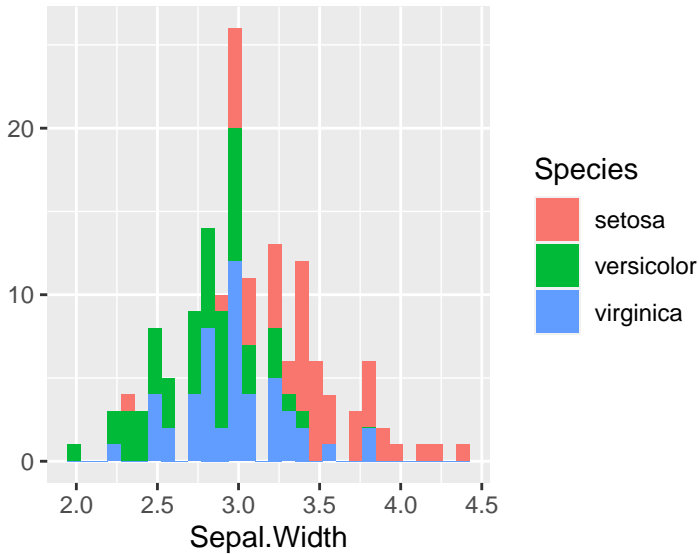 20
10
0
2.0 2.5 3.0 3.5 4.0 4.5
Sepal.Width
Species
setosa
versicolor
virginica